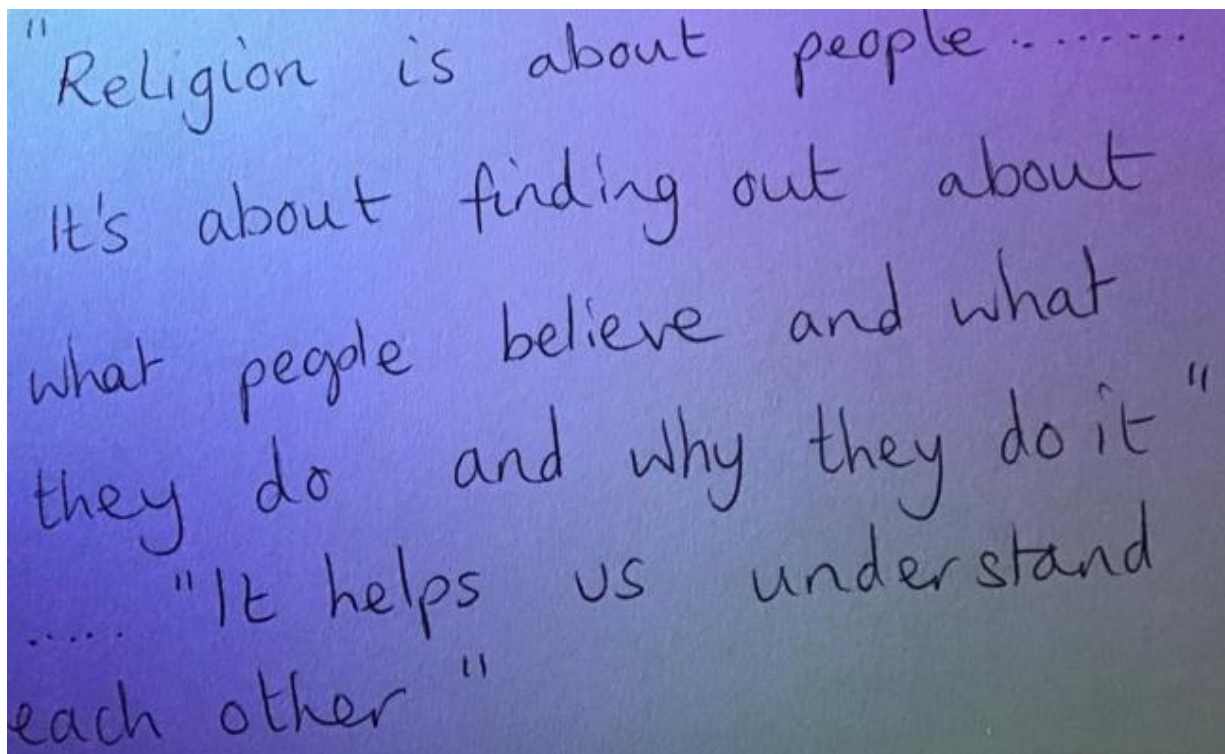 "Religion is about people.........
It's about finding out about
what people believe and what
they do and why they do it"
..... "It helps us understand
each other"